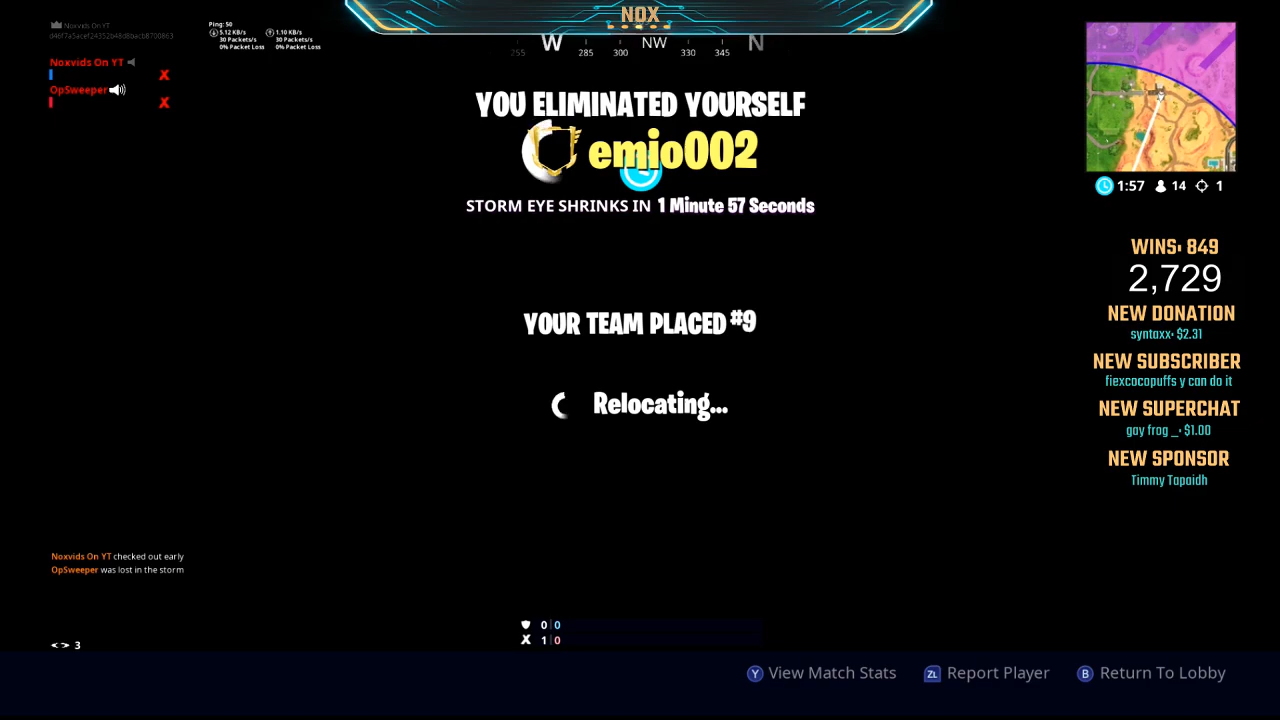 NOX
Noxvids On YT
Ping: 50
5.12 KB/s 1.10 KB/s
30 Packets/s 30 Packets/s
0% Packet Loss 0% Packet Loss
255 W 285 300 NW 330 345 N
Noxvids On YT
X
OpSweeper
X
YOU ELIMINATED YOURSELF
emjo002
STORM EYE SHRINKS IN 1 Minute 57 Seconds
1:57 14 1
WINS: 849
2,729
NEW DONATION
syntaxx: $2.31
NEW SUBSCRIBER
fiexcocopuffs y can do it
NEW SUPERCHAT
gay frog _: $1.00
NEW SPONSOR
Timmy Tapaidh
YOUR TEAM PLACED #9
Relocating...
Noxvids On YT checked out early
OpSweeper was lost in the storm
0|0
1|0
< > 3
Y View Match Stats ZL Report Player B Return To Lobby